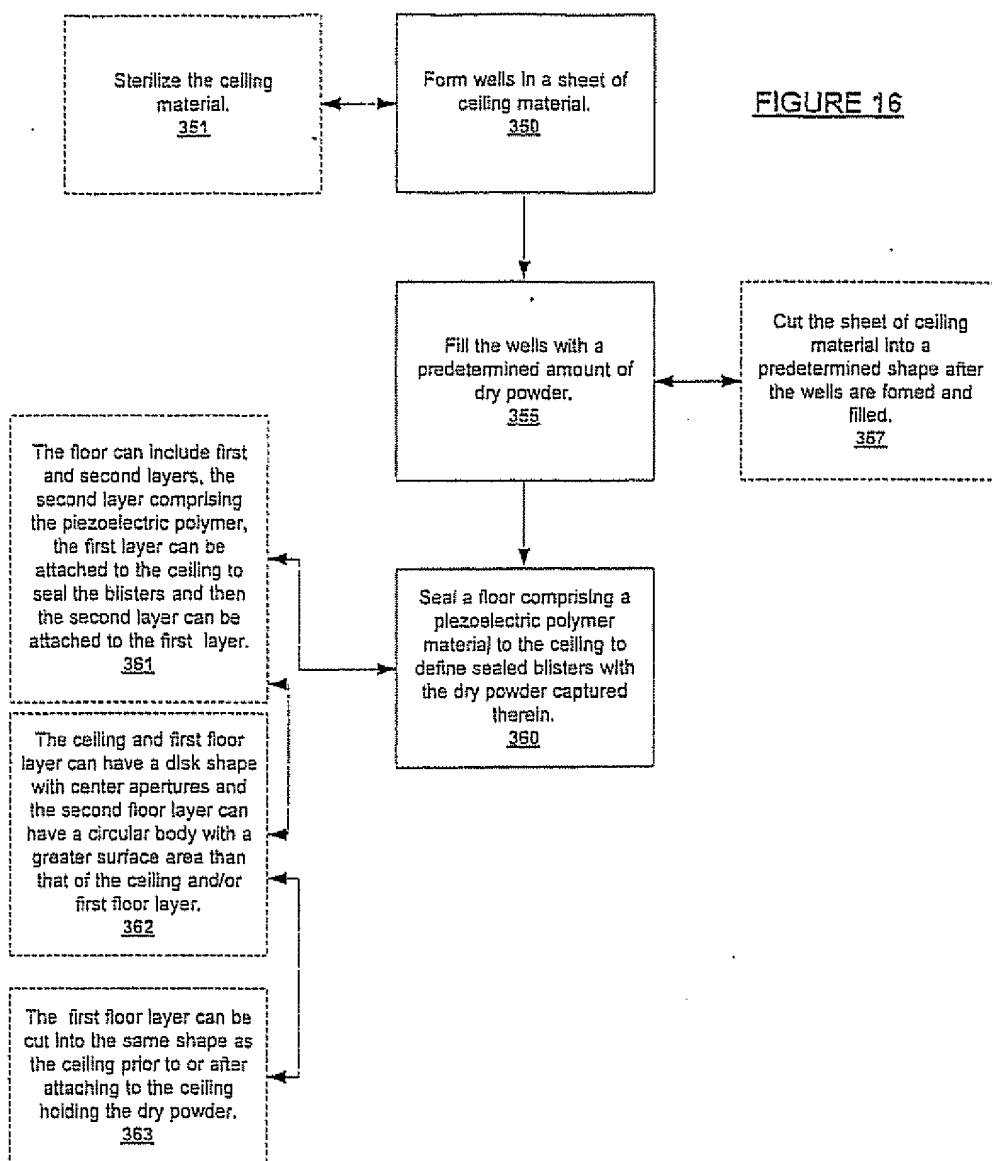 Sterilize the ceiling
material.
351
Form wells in a sheet of
ceiling material.
350
FIGURE 16
Fill the wells with a
predetermined amount of
dry powder.
355
Cut the sheet of ceiling
material into a
predetermined shape after
the wells are fomed and
filled.
367
The floor can include first
and second layers, the
second layer comprising
the piezoelectric polymer,
the first layer can be
attached to the ceiling to
seal the blisters and then
the second layer can be
attached to the first layer.
361
Seal a floor comprising a
piezoelectric polymer
material to the ceiling to
define sealed blisters with
the dry powder captured
therein.
360
The ceiling and first floor
layer can have a disk shape
with center apertures and
the second floor layer can
have a circular body with a
greater surface area than
that of the ceiling and/or
first floor layer.
362
The first floor layer can be
cut into the same shape as
the ceiling prior to or after
attaching to the ceiling
holding the dry powder.
363